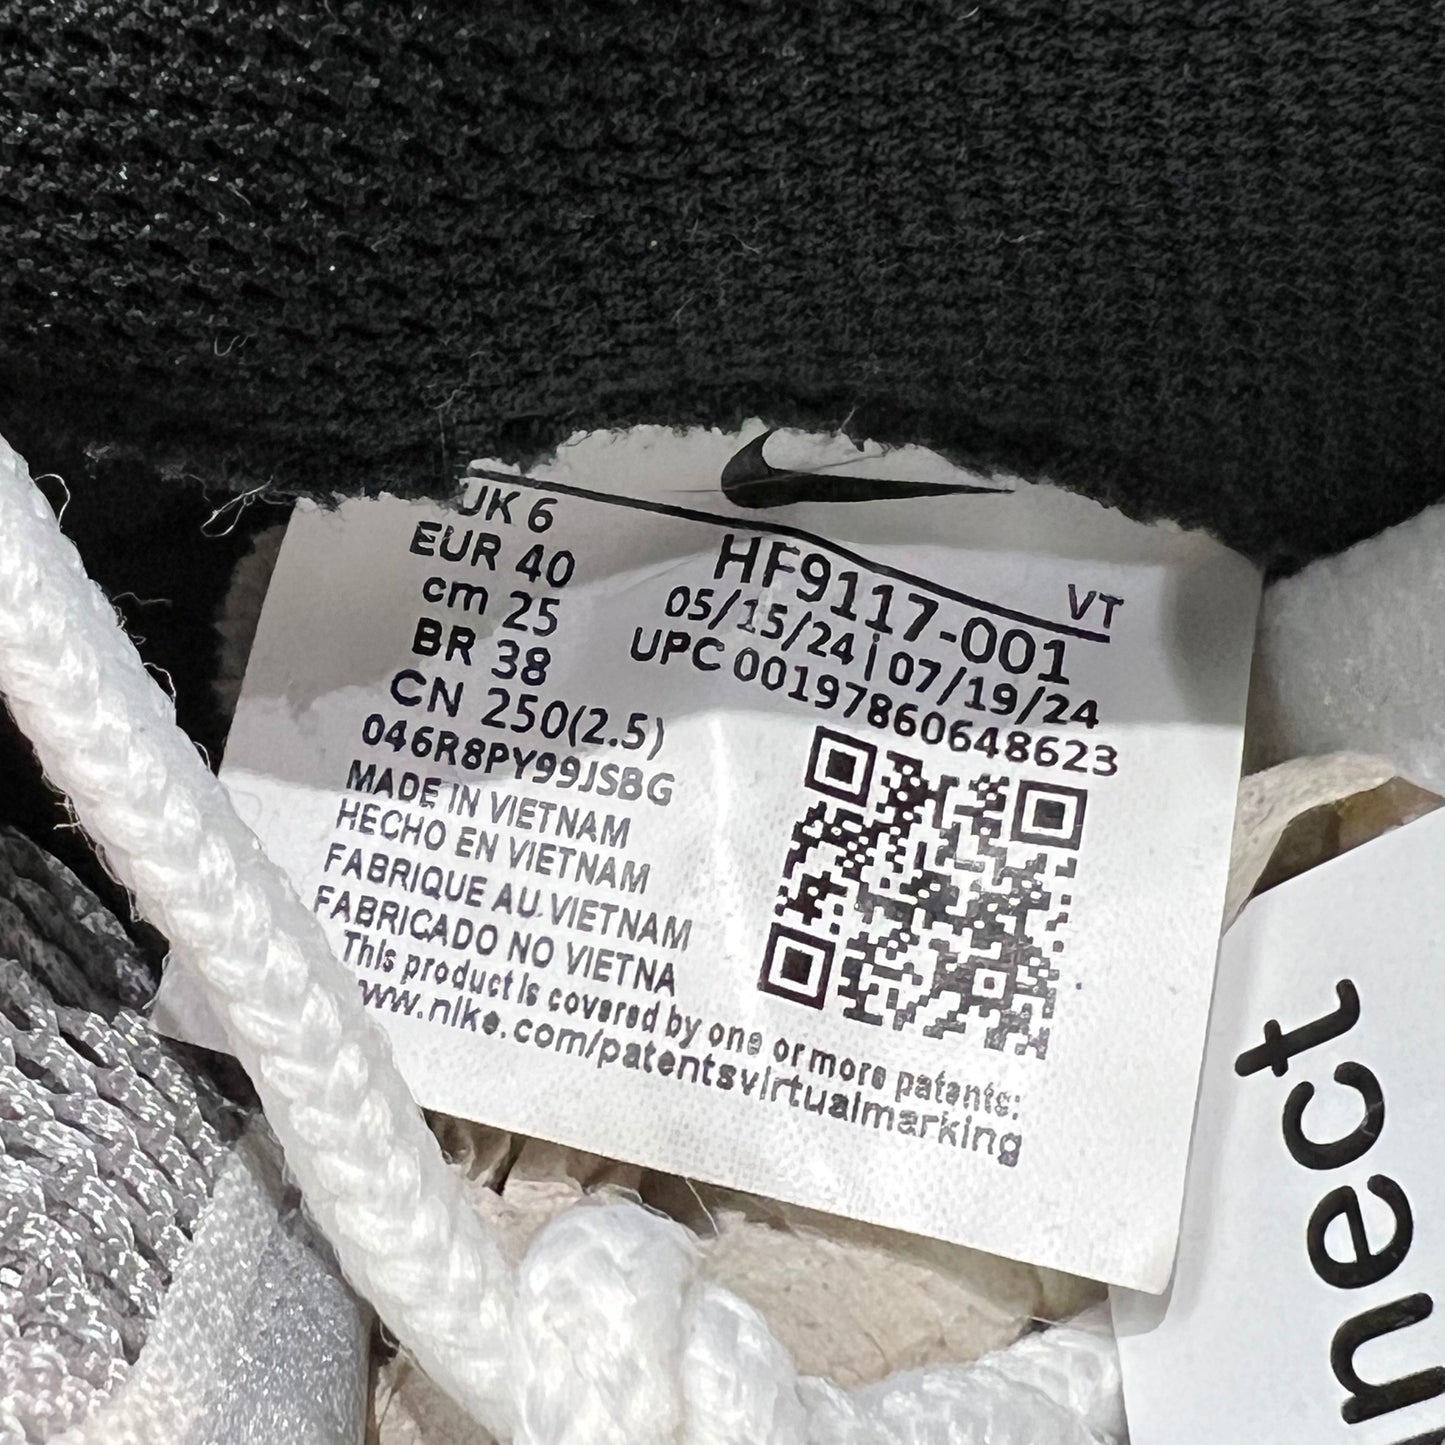 UK 6
EUR 40
cm 25
BR 38
CN 250(2.5)
046R8PY99JSBG
MADE IN VIETNAM
HECHO EN VIETNAM
FABRIQUE AU VIETNAM
FABRICADO NO VIETNA
This product is covered by one or more patents:
www.nike.com/patentsvirtualmarking
VT
HF9117-001
05/15/24 | 07/19/24
UPC 00197860648623
nect